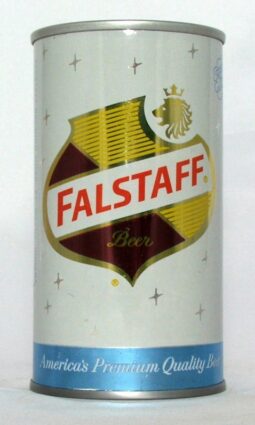 FALSTAFF®
Beer
®
America's Premium Quality Beer